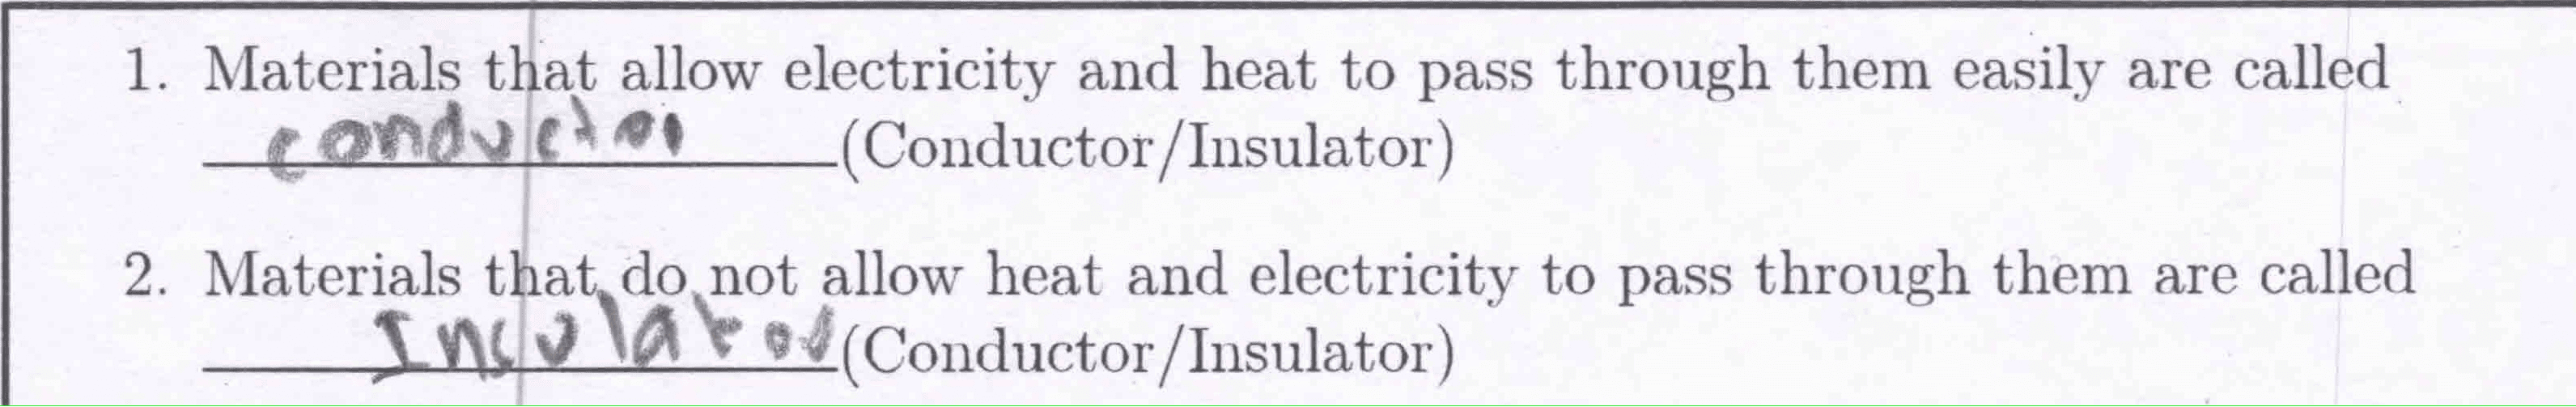 1. Materials that allow electricity and heat to pass through them easily are called
conductor (Conductor/Insulator)
2. Materials that do not allow heat and electricity to pass through them are called
Insulator (Conductor/Insulator)